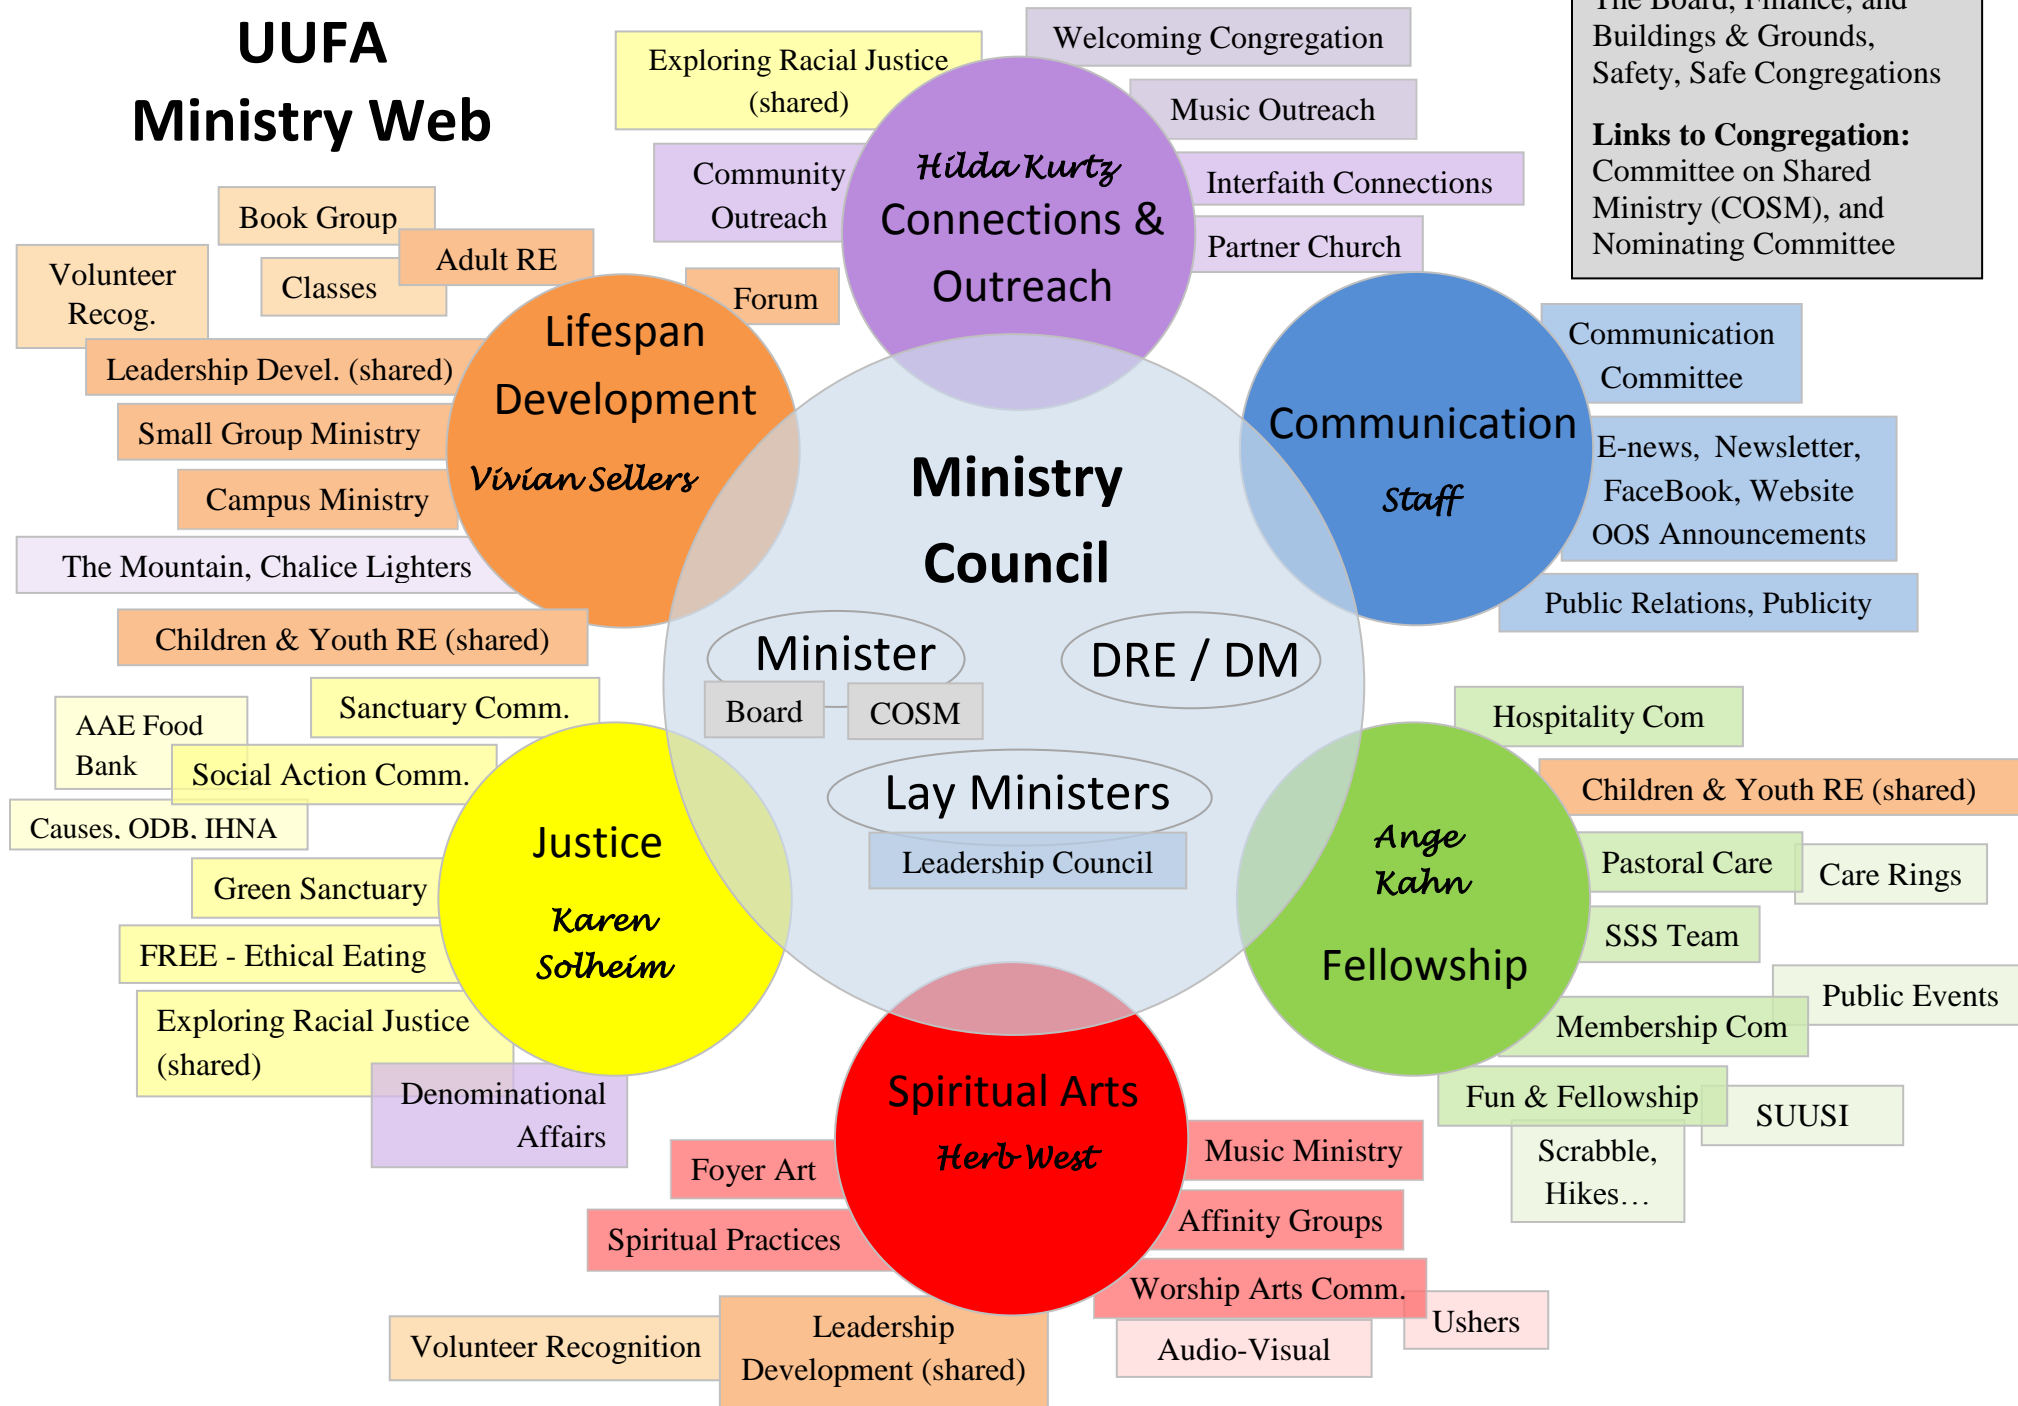 UUFA
Ministry Web
The Board, Finance, and
Buildings & Grounds,
Safety, Safe Congregations
Links to Congregation:
Committee on Shared
Ministry (COSM), and
Nominating Committee
Exploring Racial Justice
(shared)
Welcoming Congregation
Music Outreach
Community
Outreach
Interfaith Connections
Partner Church
Hilda Kurtz
Connections &
Outreach
Book Group
Adult RE
Volunteer
Recog.
Classes
Forum
Leadership Devel. (shared)
Small Group Ministry
Campus Ministry
The Mountain, Chalice Lighters
Children & Youth RE (shared)
Lifespan
Development
Vivian Sellers
Communication
Staff
Communication
Committee
E-news, Newsletter,
FaceBook, Website
OOS Announcements
Public Relations, Publicity
Ministry
Council
Minister
Board
COSM
DRE / DM
Lay Ministers
Leadership Council
Sanctuary Comm.
AAE Food
Bank
Social Action Comm.
Causes, ODB, IHNA
Green Sanctuary
FREE - Ethical Eating
Exploring Racial Justice
(shared)
Denominational
Affairs
Justice
Karen
Solheim
Ange
Kahn
Fellowship
Hospitality Com
Children & Youth RE (shared)
Pastoral Care
Care Rings
SSS Team
Public Events
Membership Com
Fun & Fellowship
SUUSI
Scrabble,
Hikes…
Spiritual Arts
Herb West
Foyer Art
Spiritual Practices
Volunteer Recognition
Leadership
Development (shared)
Music Ministry
Affinity Groups
Worship Arts Comm.
Ushers
Audio-Visual